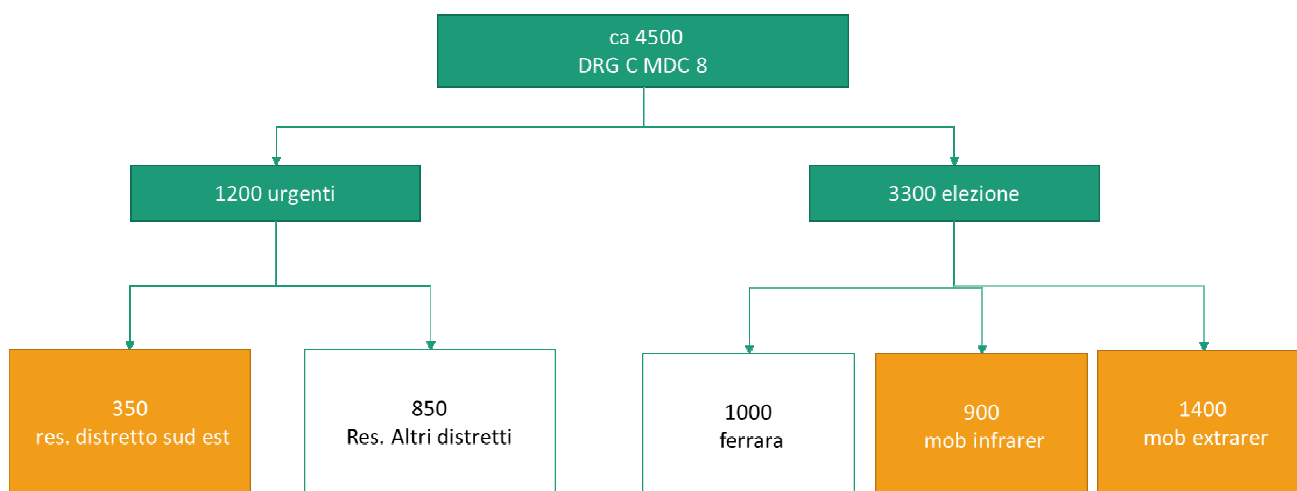 ca 4500
DRG C MDC 8
1200 urgenti
3300 elezione
350
res. distretto sud est
850
Res. Altri distretti
1000
ferrara
900
mob infrarer
1400
mob extrarer